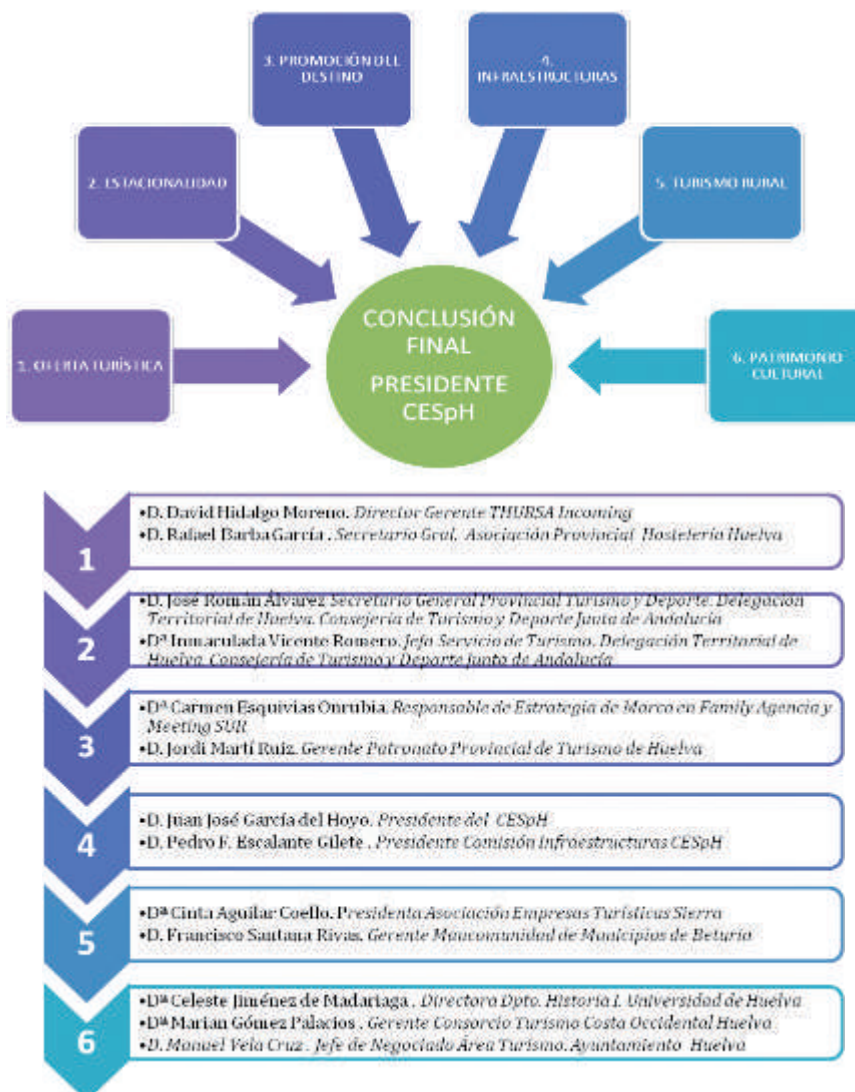 3. PROMOCIÓN DEL
DESTINO
4.
INFRAESTRUCTURAS
2. ESTACIONALIDAD
5. TURISMO RURAL
1. OFERTA TURÍSTICA
CONCLUSIÓN
FINAL
PRESIDENTE
CESpH
6. PATRIMONIO
CULTURAL
1
•D. David Hidalgo Moreno. Director Gerente THURSA Incoming
•D. Rafael Barba García . Secretario Gral. Asociación Provincial Hostelería Huelva
2
•D. José Román Álvarez Secretario General Provincial Turismo y Deporte. Delegación
Territorial de Huelva. Consejería de Turismo y Deporte Junta de Andalucía
•Dª Inmaculada Vicente Romero. Jefa Servicio de Turismo. Delegación Territorial de
Huelva. Consejería de Turismo y Deporte Junta de Andalucía
3
•Dª Carmen Esquivias Onrubia. Responsable de Estrategia de Marca en Family Agencia y
Meeting SUR
•D. Jordi Martí Ruiz. Gerente Patronato Provincial de Turismo de Huelva
4
•D. Juan José García del Hoyo. Presidente del CESpH
•D. Pedro F. Escalante Gilete . Presidente Comisión Infraestructuras CESpH
5
•Dª Cinta Aguilar Coello. Presidenta Asociación Empresas Turísticas Sierra
•D. Francisco Santana Rivas. Gerente Mancomunidad de Municipios de Beturia
6
•Dª Celeste Jiménez de Madariaga . Directora Dpto. Historia I. Universidad de Huelva
•Dª Marian Gómez Palacios . Gerente Consorcio Turismo Costa Occidental Huelva
•D. Manuel Vela Cruz . Jefe de Negociado Área Turismo. Ayuntamiento Huelva